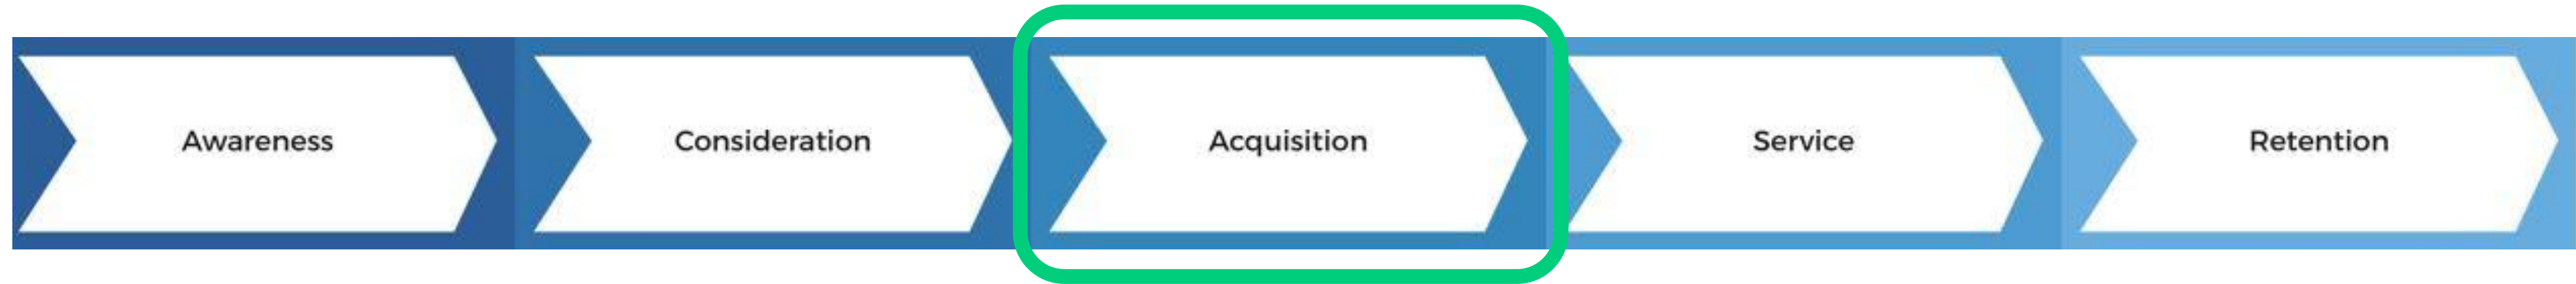 Awareness
Consideration
Acquisition
Service
Retention